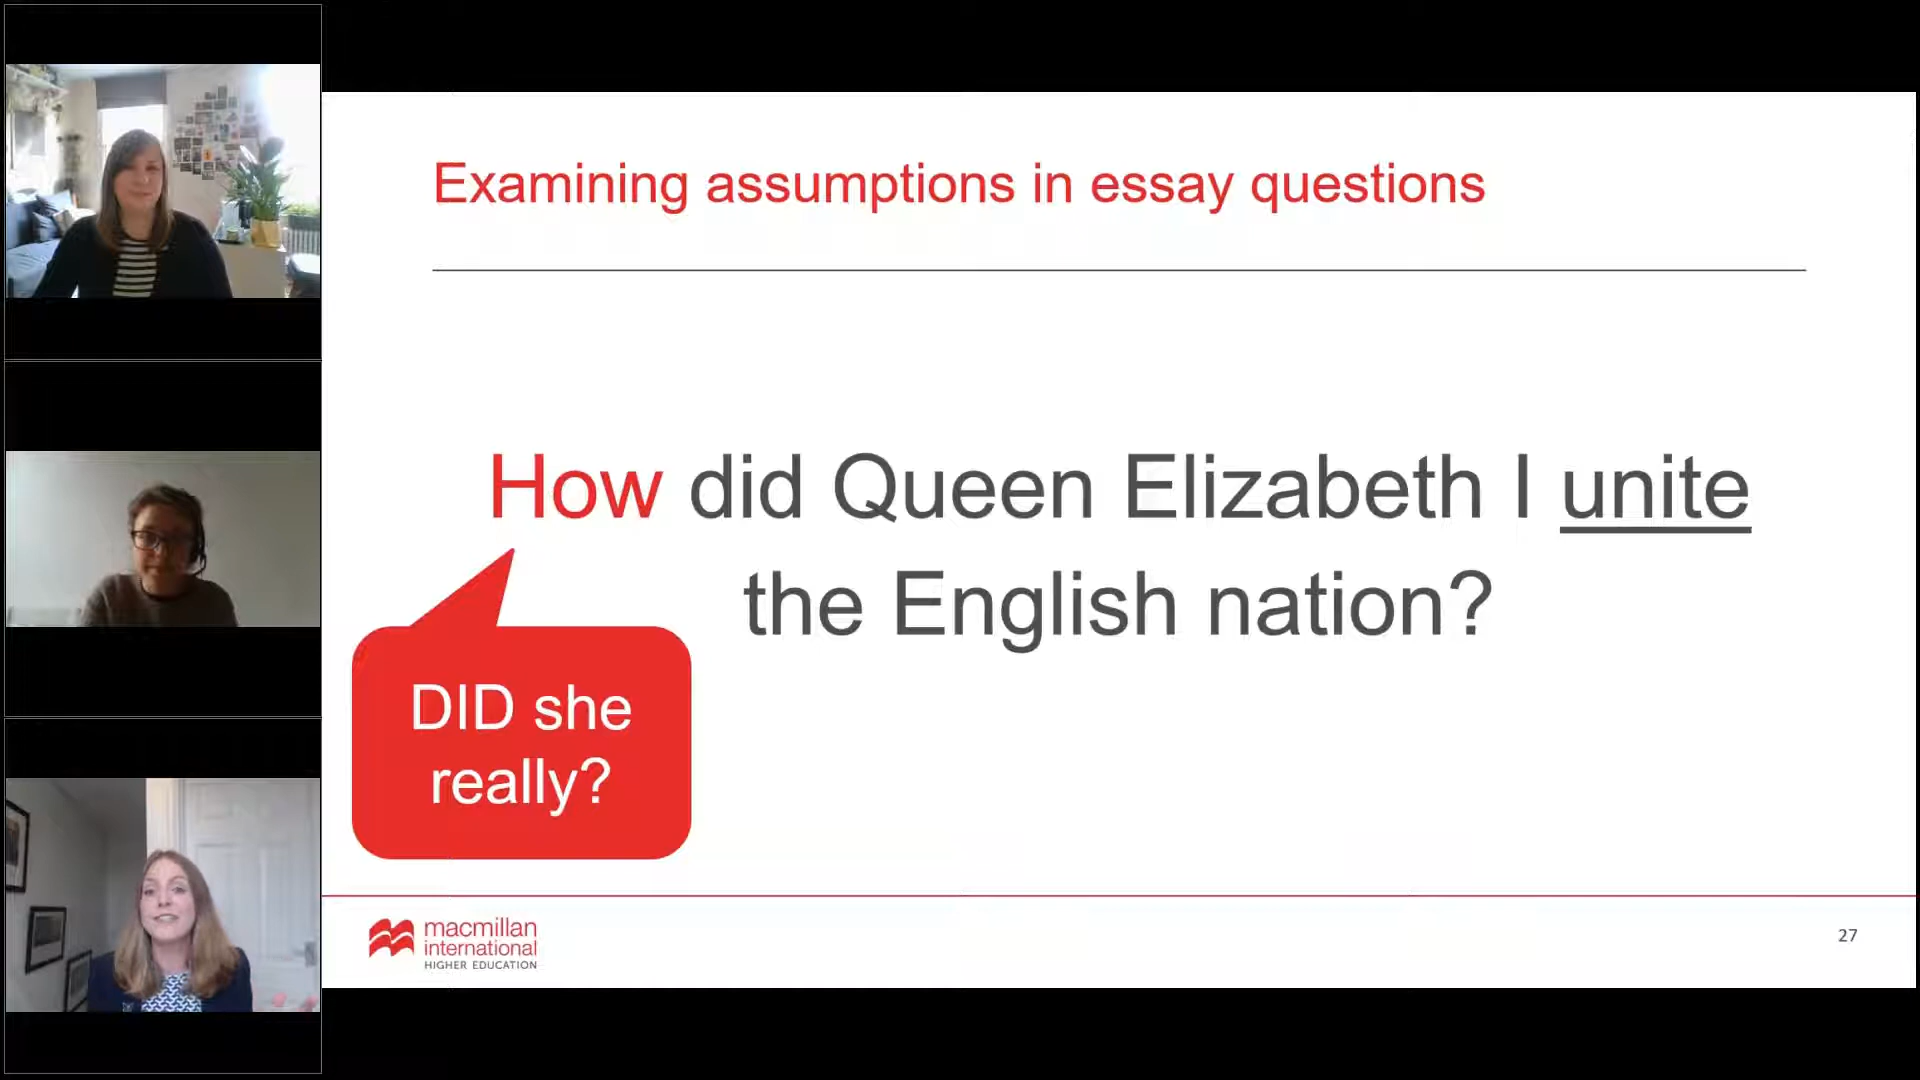 Examining assumptions in essay questions
How did Queen Elizabeth I unite
the English nation?
DID she
really?
macmillan
international
HIGHER EDUCATION
27